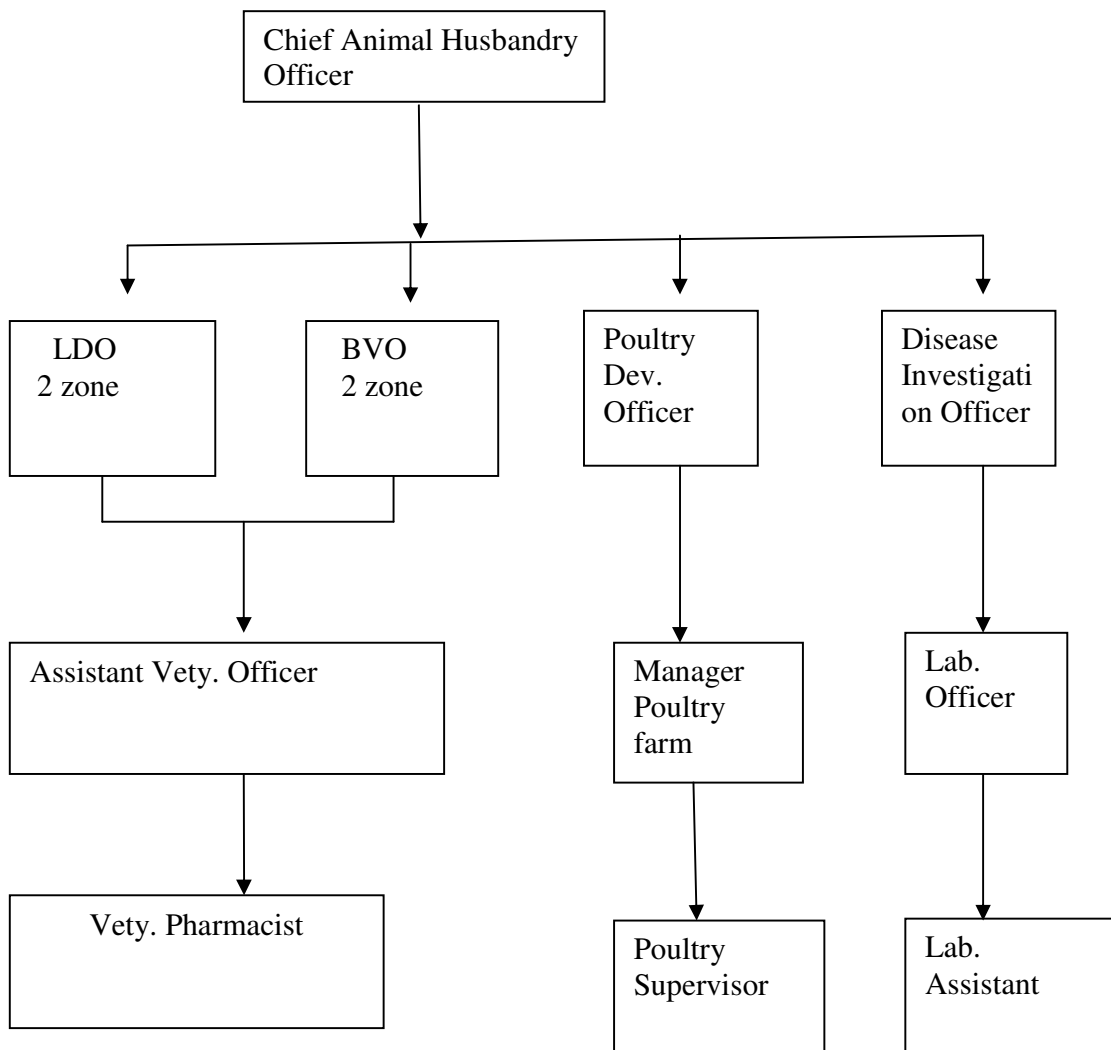 Chief Animal Husbandry
Officer
LDO
2 zone
BVO
2 zone
Poultry
Dev.
Officer
Disease
Investigati
on Officer
Assistant Vety. Officer
Manager
Poultry
farm
Lab.
Officer
Vety. Pharmacist
Poultry
Supervisor
Lab.
Assistant